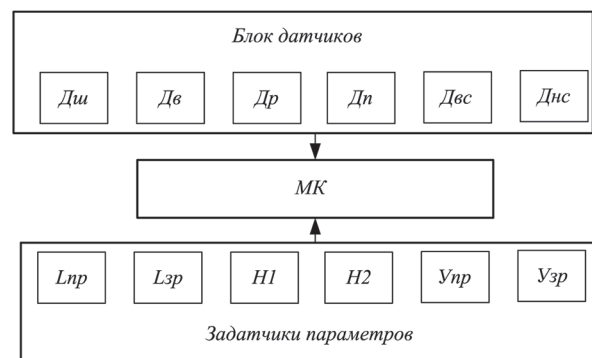 Блок датчиков
Дш Дв Др Дп Двс Днс
МК
Lпр Lзр H1 H2 Упр Узр
Задатчики параметров